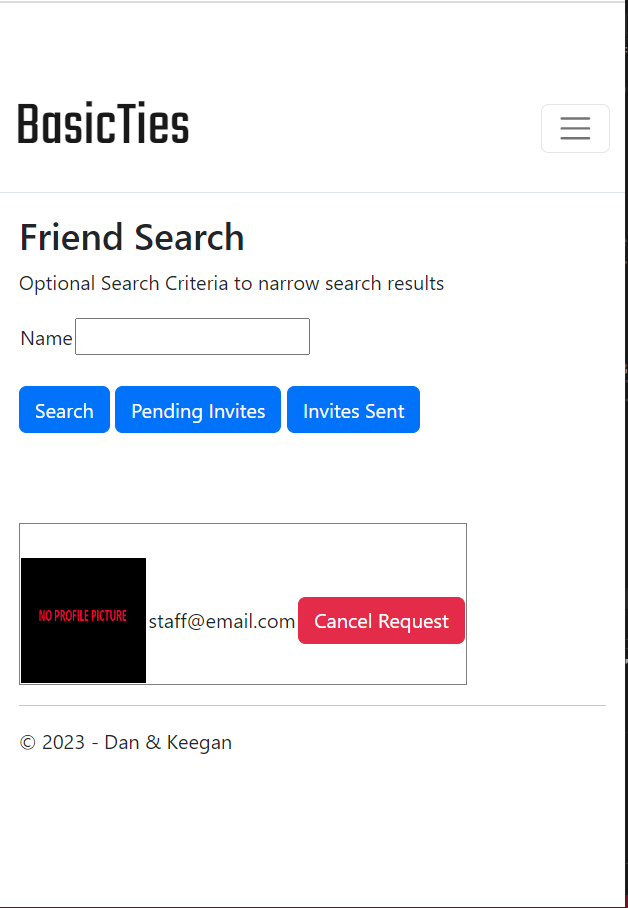 BasicTies
Friend Search
Optional Search Criteria to narrow search results
Name
Search Pending Invites Invites Sent
NO PROFILE PICTURE staff@email.com Cancel Request
© 2023 - Dan & Keegan